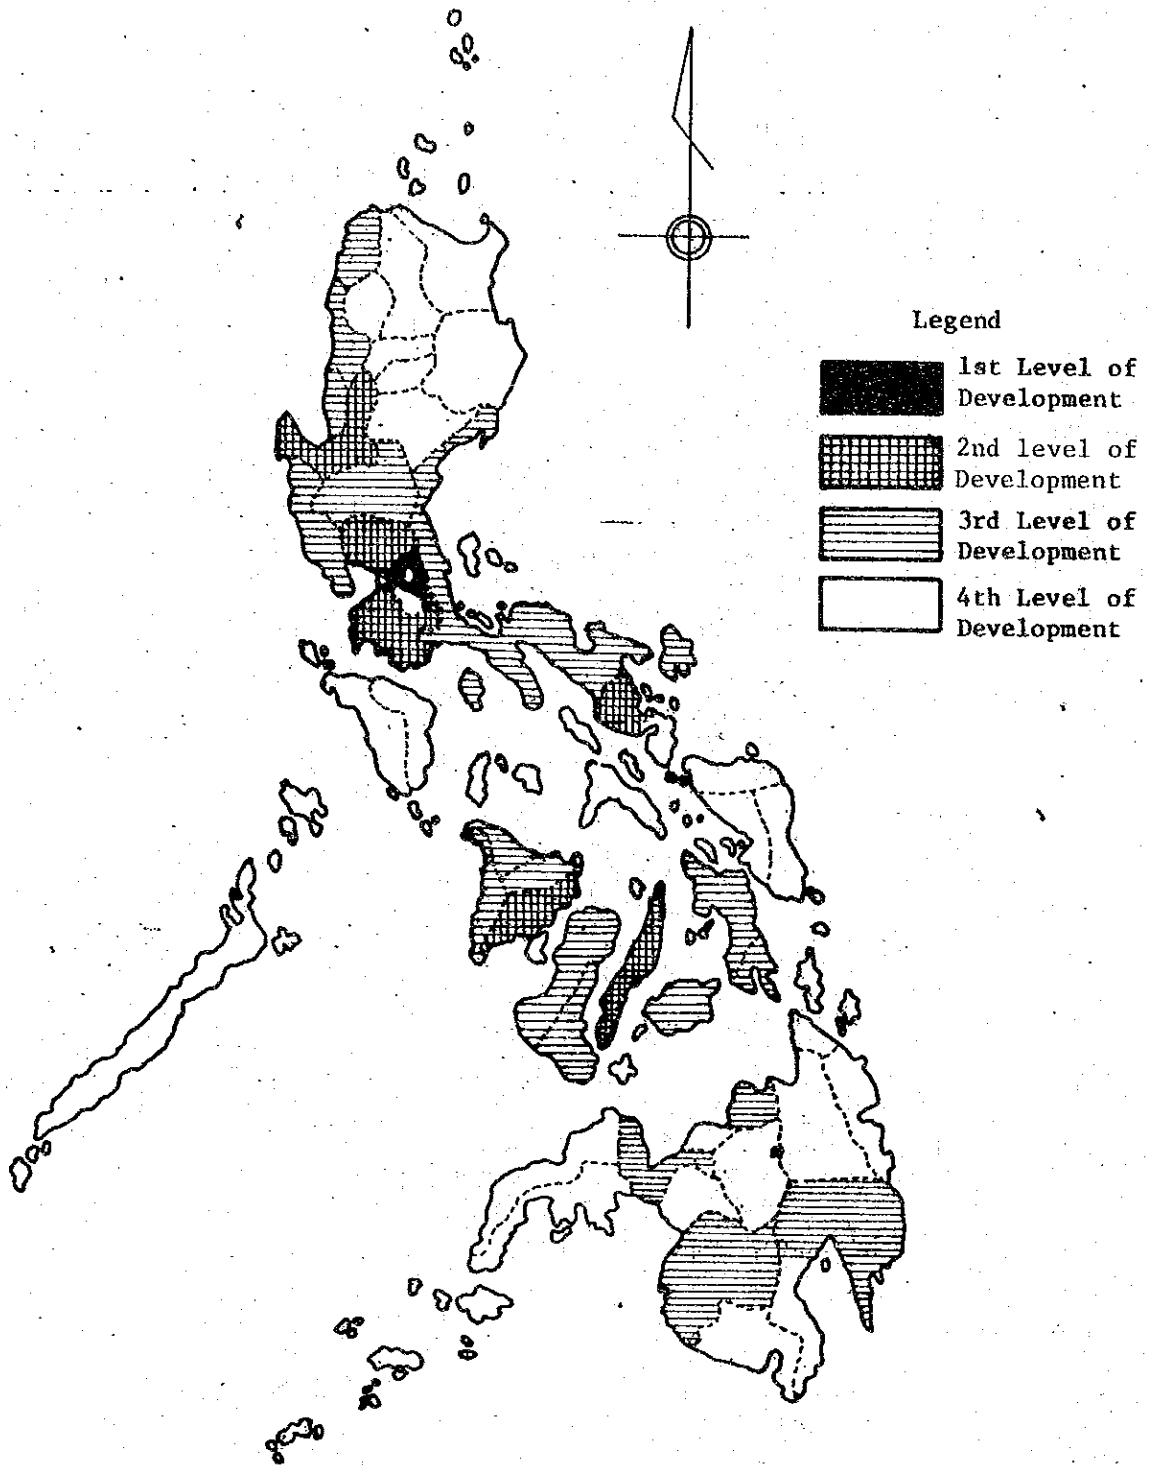 Legend
1st Level of
Development
2nd level of
Development
3rd Level of
Development
4th Level of
Development